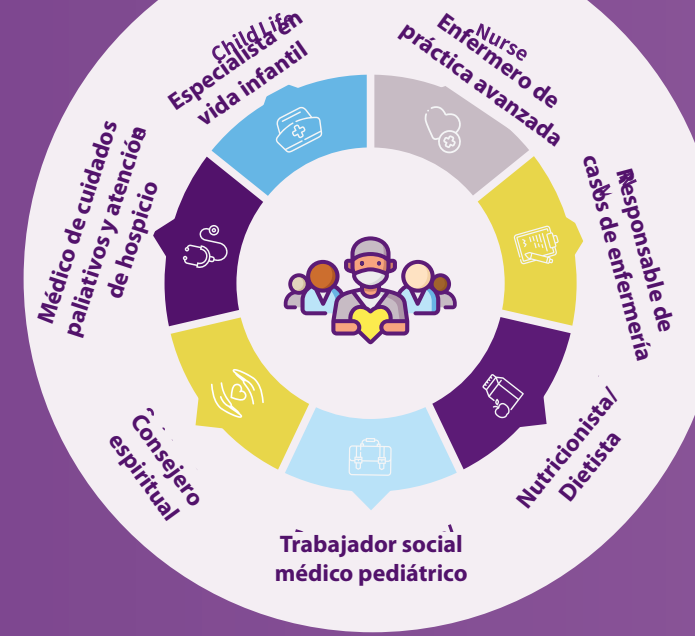 Child Life
Especialista en
vida infantil
Nurse
Enfermero de
práctica avanzada
Responsable de
casos de enfermería
Nutricionista/
Dietista
Trabajador social
médico pediátrico
Consejero
espiritual
Médico de cuidados
paliativos y atención
de hospicio